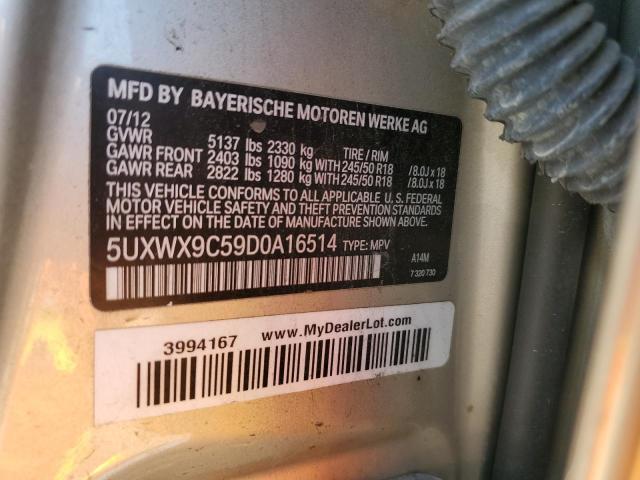 MFD BY BAYERISCHE MOTOREN WERKE AG
07/12
GVWR 5137 lbs 2330 kg TIRE / RIM
GAWR FRONT 2403 lbs 1090 kg WITH 245/50 R18 /8.0J x 18
GAWR REAR 2822 lbs 1280 kg WITH 245/50 R18 /8.0J x 18
THIS VEHICLE CONFORMS TO ALL APPLICABLE U. S. FEDERAL
MOTOR VEHICLE SAFETY AND THEFT PREVENTION STANDARDS
IN EFFECT ON THE DATE OF MANUFACTURE SHOWN ABOVE.
5UXWX9C59D0A16514 TYPE: MPV A14M
7 320 730
3994167 www.MyDealerLot.com